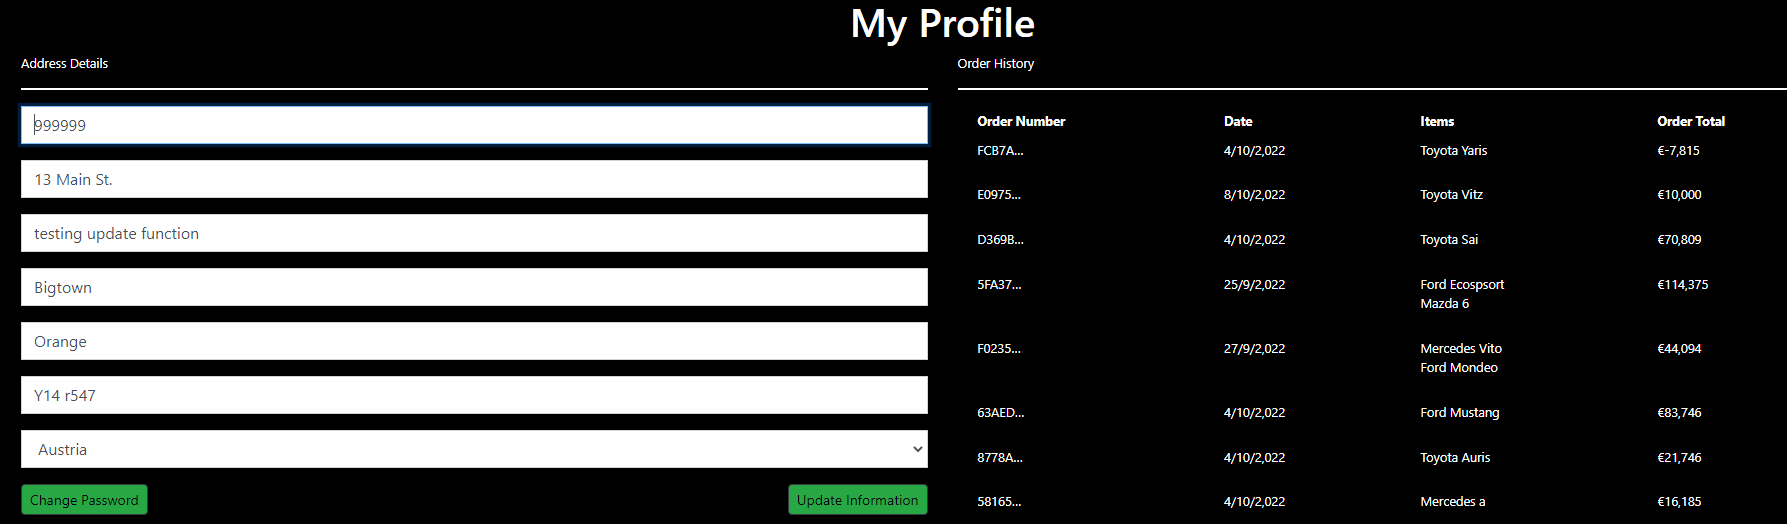 My Profile
Address Details
999999
13 Main St.
testing update function
Bigtown
Orange
Y14 r547
Austria
Change Password Update Information
Order History
Order Number Date Items Order Total
FCB7A... 4/10/2,022 Toyota Yaris €-7,815
E0975... 8/10/2,022 Toyota Vitz €10,000
D369B... 4/10/2,022 Toyota Sai €70,809
5FA37... 25/9/2,022 Ford Ecospsort €114,375
Mazda 6
F0235... 27/9/2,022 Mercedes Vito €44,094
Ford Mondeo
63AED... 4/10/2,022 Ford Mustang €83,746
8778A... 4/10/2,022 Toyota Auris €21,746
58165... 4/10/2,022 Mercedes a €16,185